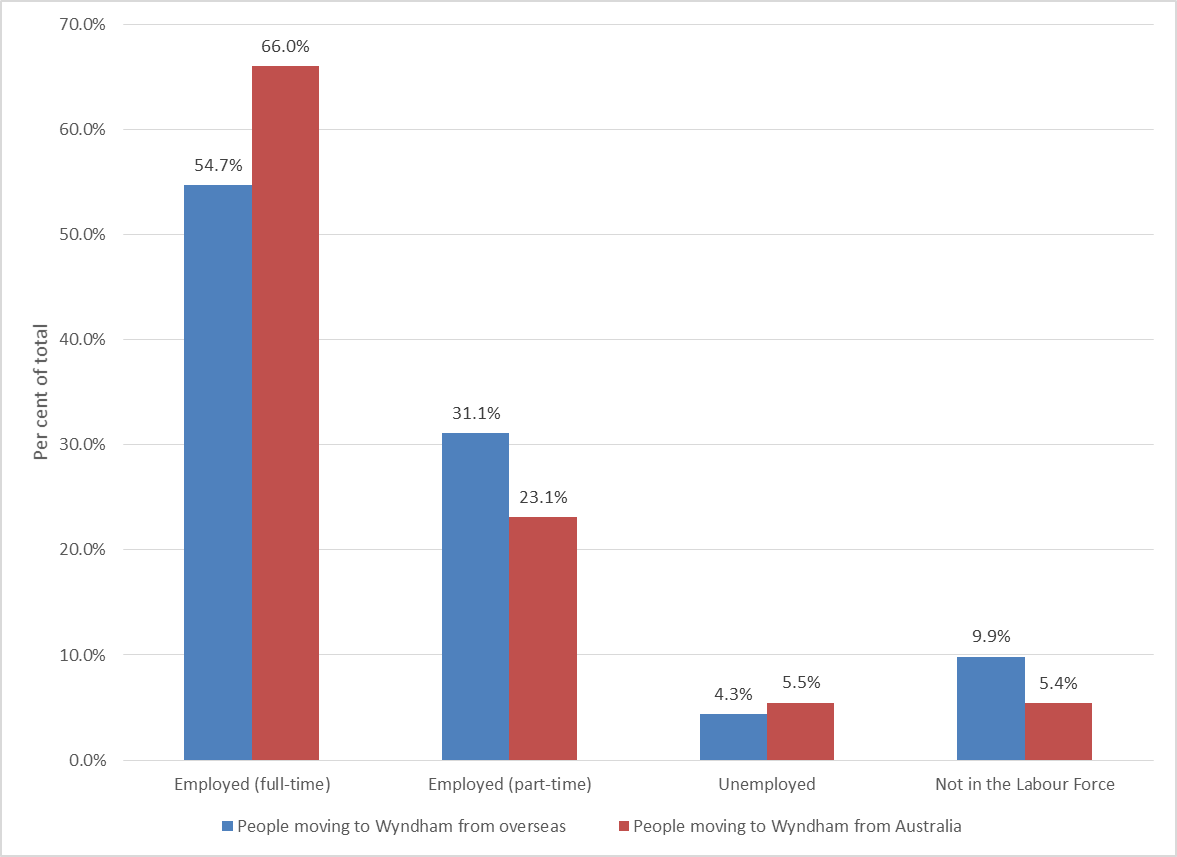 70.0%
60.0%
50.0%
40.0%
30.0%
20.0%
10.0%
0.0%
Per cent of total
54.7%
66.0%
31.1%
23.1%
4.3%
5.5%
9.9%
5.4%
Employed (full-time)
Employed (part-time)
Unemployed
Not in the Labour Force
People moving to Wyndham from overseas
People moving to Wyndham from Australia